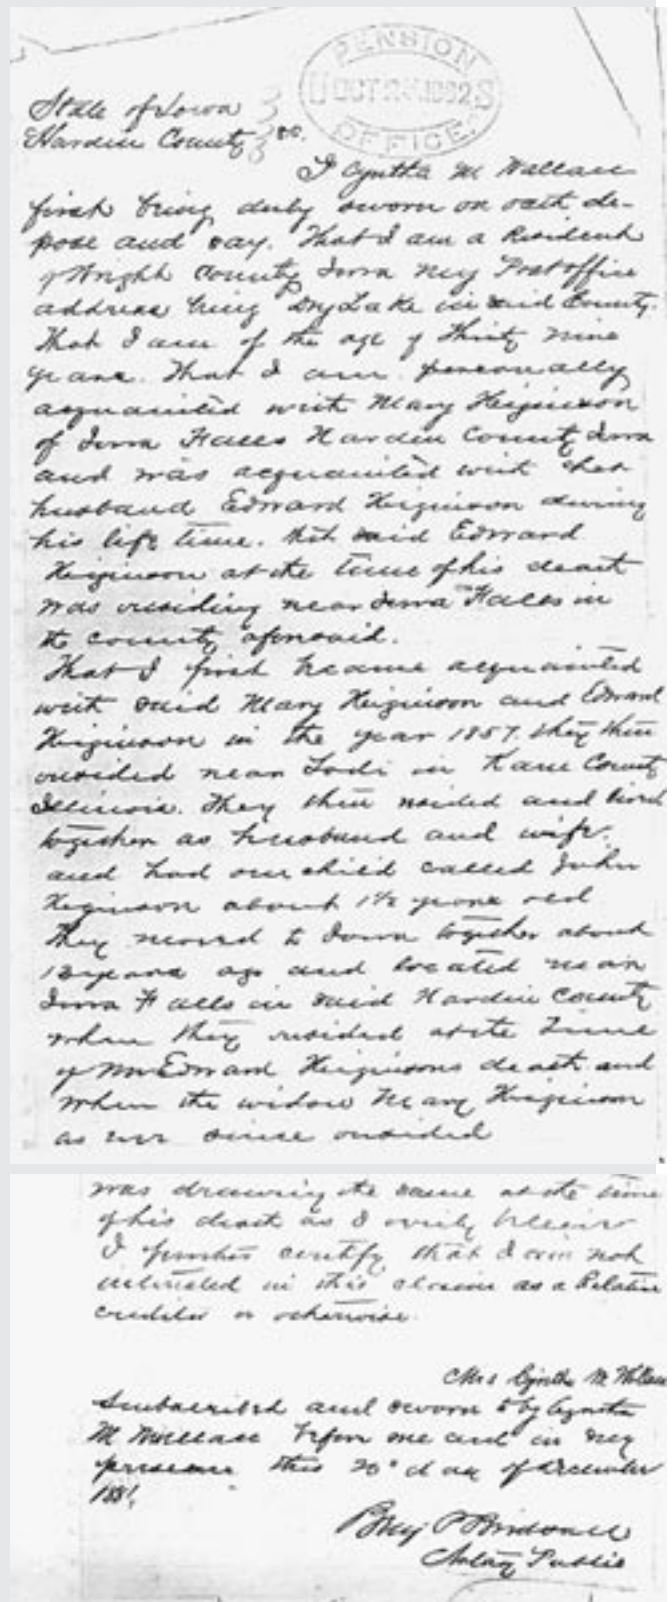 PENSION
U OCT 24 1882 S
OFFICE.
State of Iowa
Hardin County } ss.
I Cyntha M Wallace
first being duly sworn on oath de-
pose and say. That I am a Resident
of Wright County Iowa my Postoffice
address being Dry Lake in said County.
That I am of the age of Thirty nine
years. That I am personally
acquainted with Mary Higinson
of Iowa Falls Hardin County Iowa
and was acquainted with her
husband Edward Higinson during
his life time. that said Edward
Higinson at the time of his death
was residing near Iowa Falls in
the county aforesaid.
That I first became acquainted
with said Mary Higinson and Edward
Higinson in the year 1857. they then
resided near Lodi in Kane County
Illinois. They then resided and lived
together as husband and wife.
and had one child called John
Higinson about 1½ years old
They moved to Iowa together about
years ago and located near
Iowa Falls in said Hardin County
where they resided at the time
of Mr Edward Higinsons death and
where the widow Mary Higinson
as ever since resided
was drawing the same at the time
of his death as I verily believe
I further certify that I am not
interested in this claim as a Relative
creditor or otherwise.
Mrs Cyntha M Wallace
Subscribed and sworn to by Cyntha
M Wallace before me and in my
presence this 20" day of December
1881,
Benj P Birdsall
Notary Public